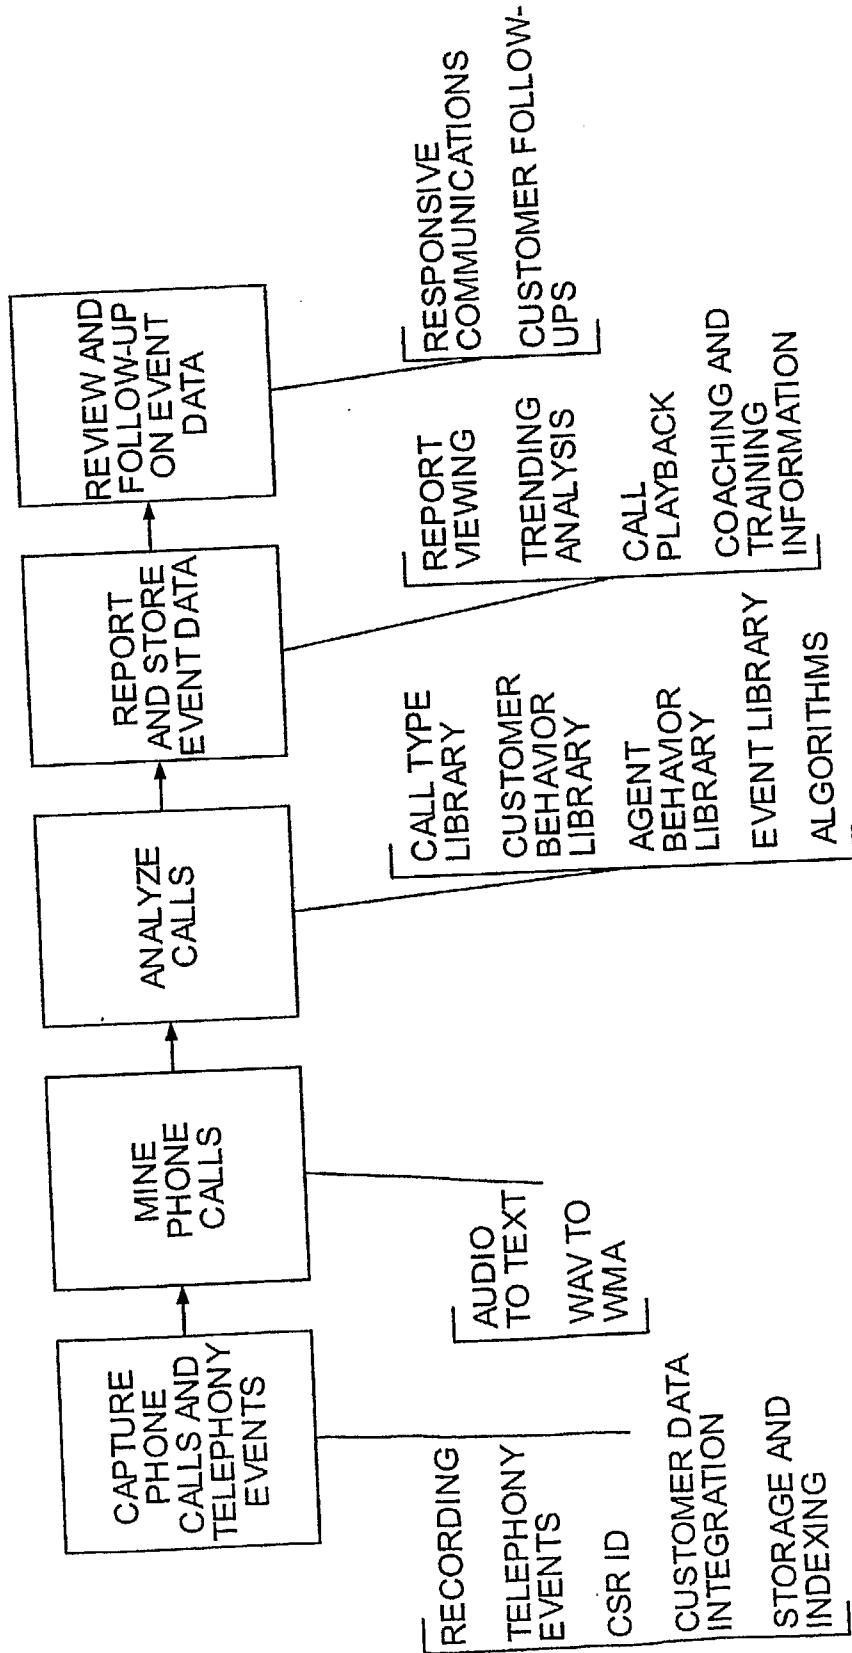 CAPTURE
PHONE
CALLS AND
TELEPHONY
EVENTS
MINE
PHONE
CALLS
ANALYZE
CALLS
REPORT
AND STORE
EVENT DATA
REVIEW AND
FOLLOW-UP
ON EVENT
DATA
RECORDING
TELEPHONY
EVENTS
CSR ID
CUSTOMER DATA
INTEGRATION
STORAGE AND
INDEXING
AUDIO
TO TEXT
WAV TO
WMA
CALL TYPE
LIBRARY
CUSTOMER
BEHAVIOR
LIBRARY
AGENT
BEHAVIOR
LIBRARY
EVENT LIBRARY
ALGORITHMS
REPORT
VIEWING
TRENDING
ANALYSIS
CALL
PLAYBACK
COACHING AND
TRAINING
INFORMATION
RESPONSIVE
COMMUNICATIONS
CUSTOMER FOLLOW-
UPS